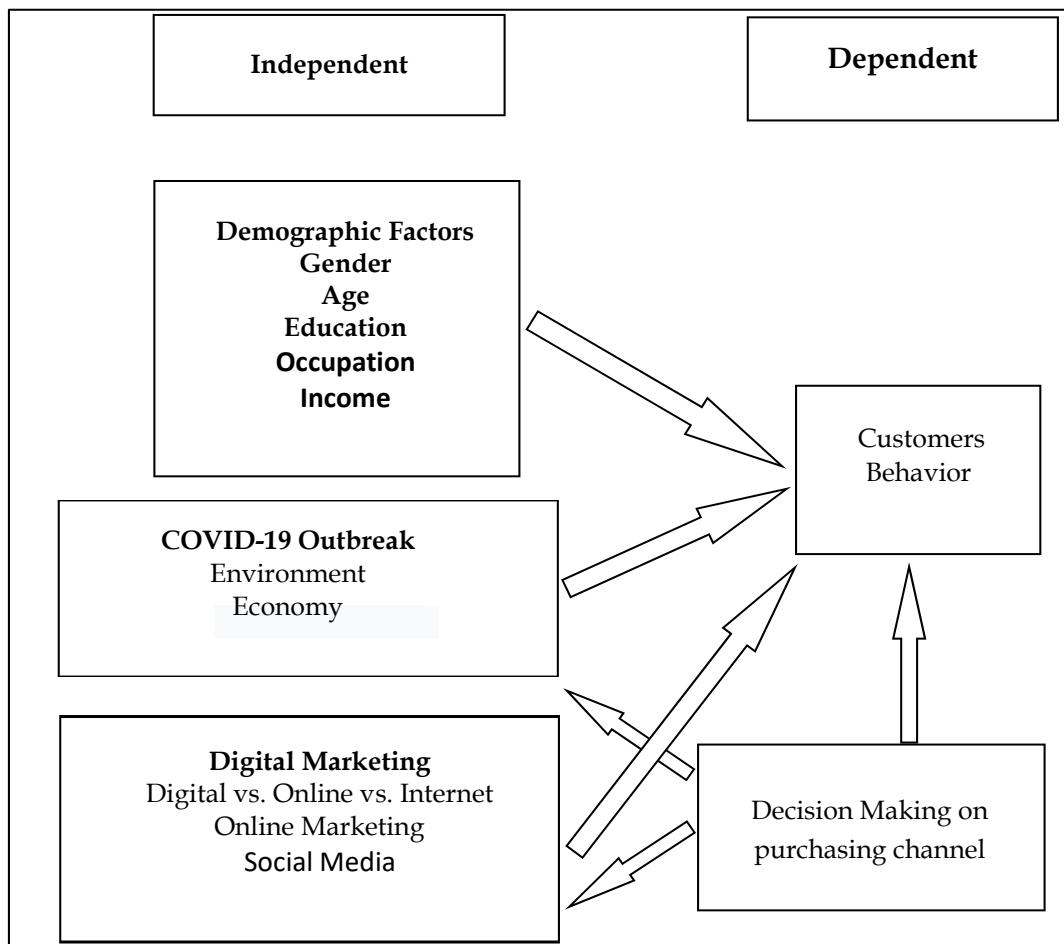 Independent
Dependent
Demographic Factors
Gender
Age
Education
Occupation
Income
Customers
Behavior
COVID-19 Outbreak
Environment
Economy
Digital Marketing
Digital vs. Online vs. Internet
Online Marketing
Social Media
Decision Making on
purchasing channel